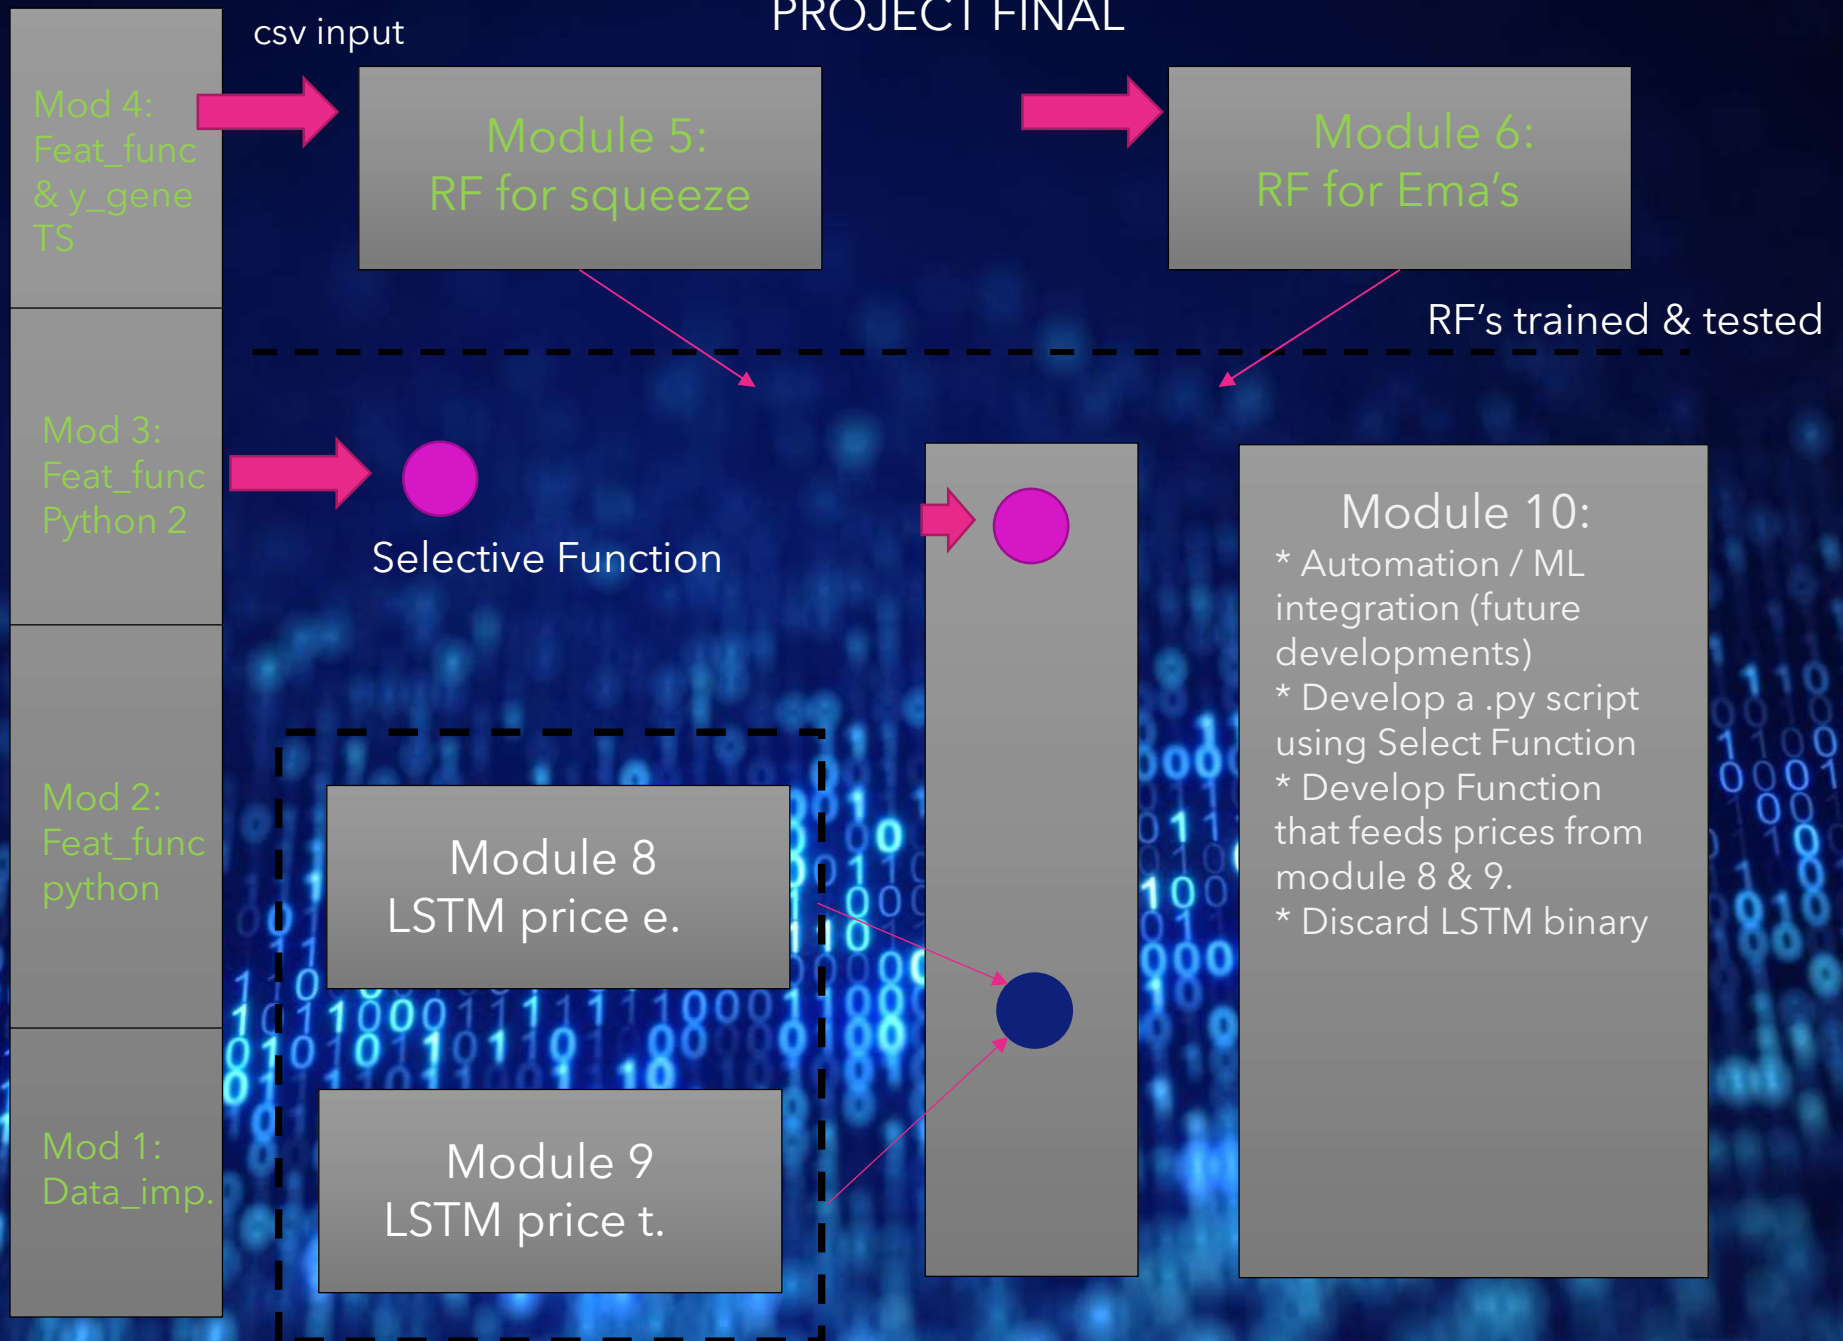 PROJECT FINAL
csv input
Mod 4:
Feat_func
& y_gene
TS
Module 5:
RF for squeeze
Module 6:
RF for Ema's
RF's trained & tested
Mod 3:
Feat_func
Python 2
Selective Function
Module 10:
* Automation / ML
integration (future
developments)
* Develop a .py script
using Select Function
* Develop Function
that feeds prices from
module 8 & 9.
* Discard LSTM binary
Mod 2:
Feat_func
python
Module 8
LSTM price e.
Mod 1:
Data_imp.
Module 9
LSTM price t.